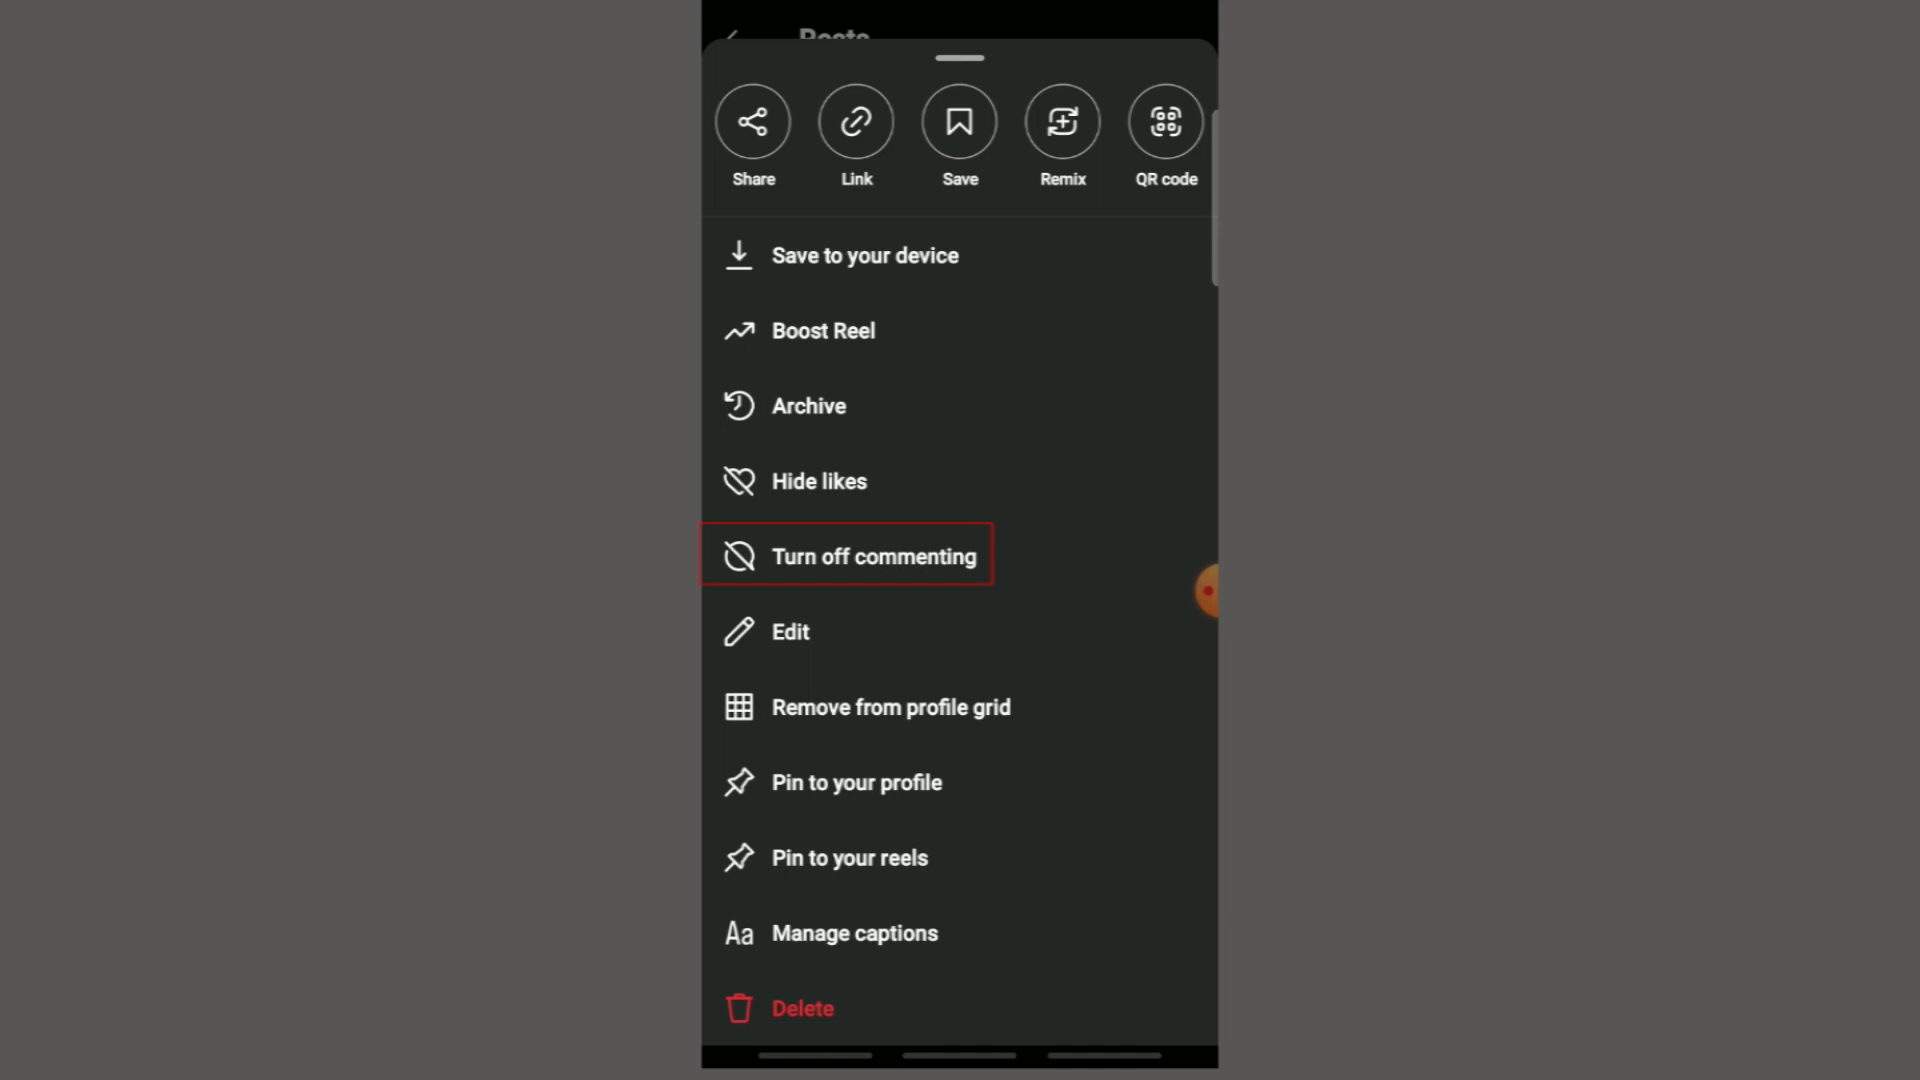 Posts
Share
Link
Save
Remix
QR code
Save to your device
Boost Reel
Archive
Hide likes
Turn off commenting
Edit
Remove from profile grid
Pin to your profile
Pin to your reels
Aa Manage captions
Delete